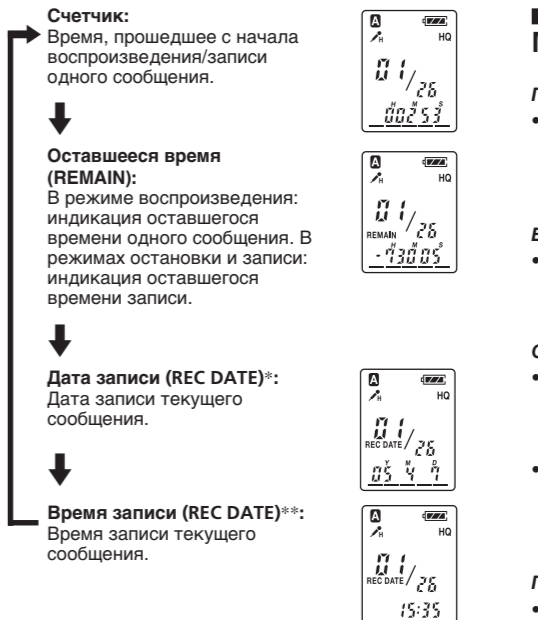 Счетчик:
Время, прошедшее с начала
воспроизведения/записи
одного сообщения.
A
H HQ
01/26
H M S
00253
Оставшееся время
(REMAIN):
В режиме воспроизведения:
индикация оставшегося
времени одного сообщения. В
режимах остановки и записи:
индикация оставшегося
времени записи.
A
H HQ
01/26
REMAIN
H M S
Дата записи (REC DATE)*:
Дата записи текущего
сообщения.
A
H HQ
01/26
REC DATE
Y M D
05 4 7
Время записи (REC DATE)**:
Время записи текущего
сообщения.
A
H HQ
01/26
REC DATE
15:35